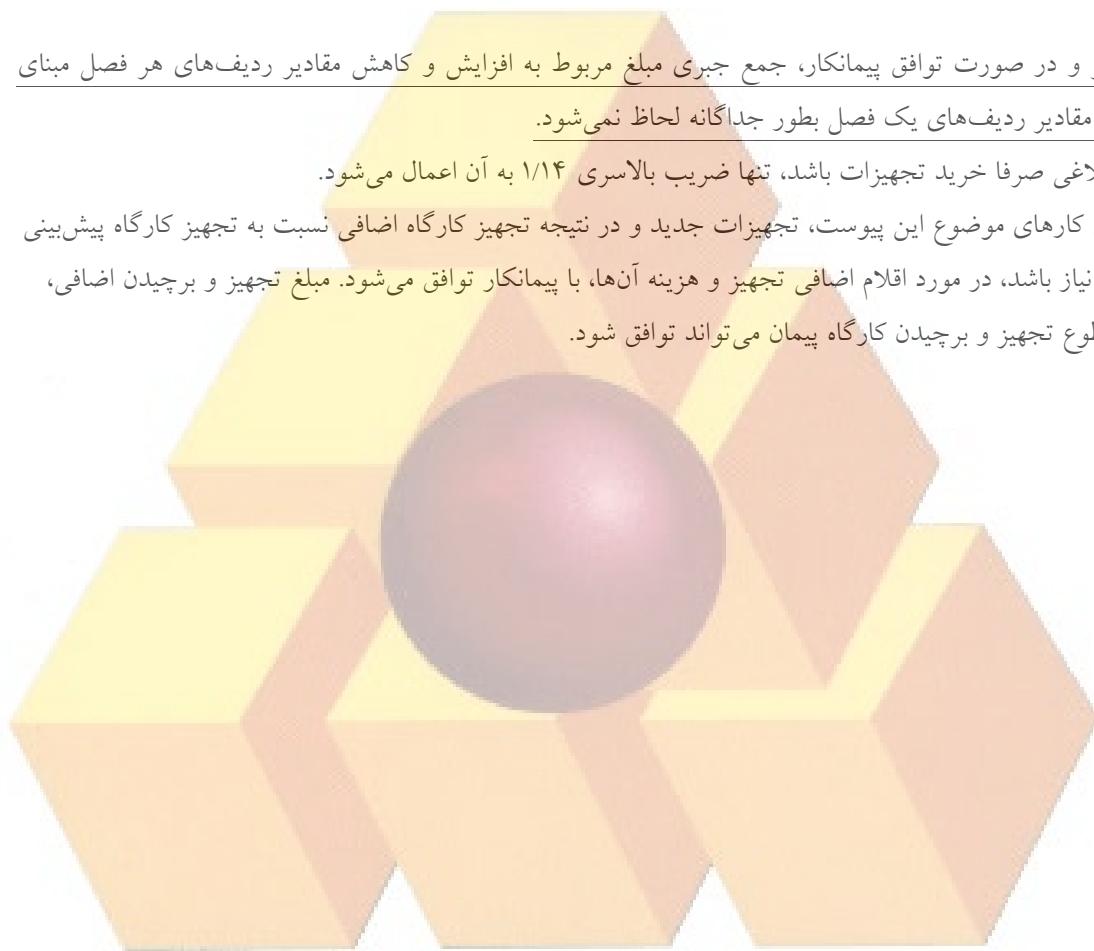 و در صورت توافق پیمانکار، جمع جبری مبلغ مربوط به افزایش و کاهش مقادیر ردیف‌های هر فصل مبنای
مقادیر ردیف‌های یک فصل بطور جداگانه لحاظ نمی‌شود.
صرفا خرید تجهیزات باشد، تنها ضریب بالاسری ۱/۱۴ به آن اعمال می‌شود.
کارهای موضوع این پیوست، تجهیزات جدید و در نتیجه تجهیز کارگاه اضافی نسبت به تجهیز کارگاه پیش‌بینی
نیاز باشد، در مورد اقلام اضافی تجهیز و هزینه آن‌ها، با پیمانکار توافق می‌شود. مبلغ تجهیز و برچیدن اضافی،
تجهیز و برچیدن کارگاه پیمان می‌تواند توافق شود.